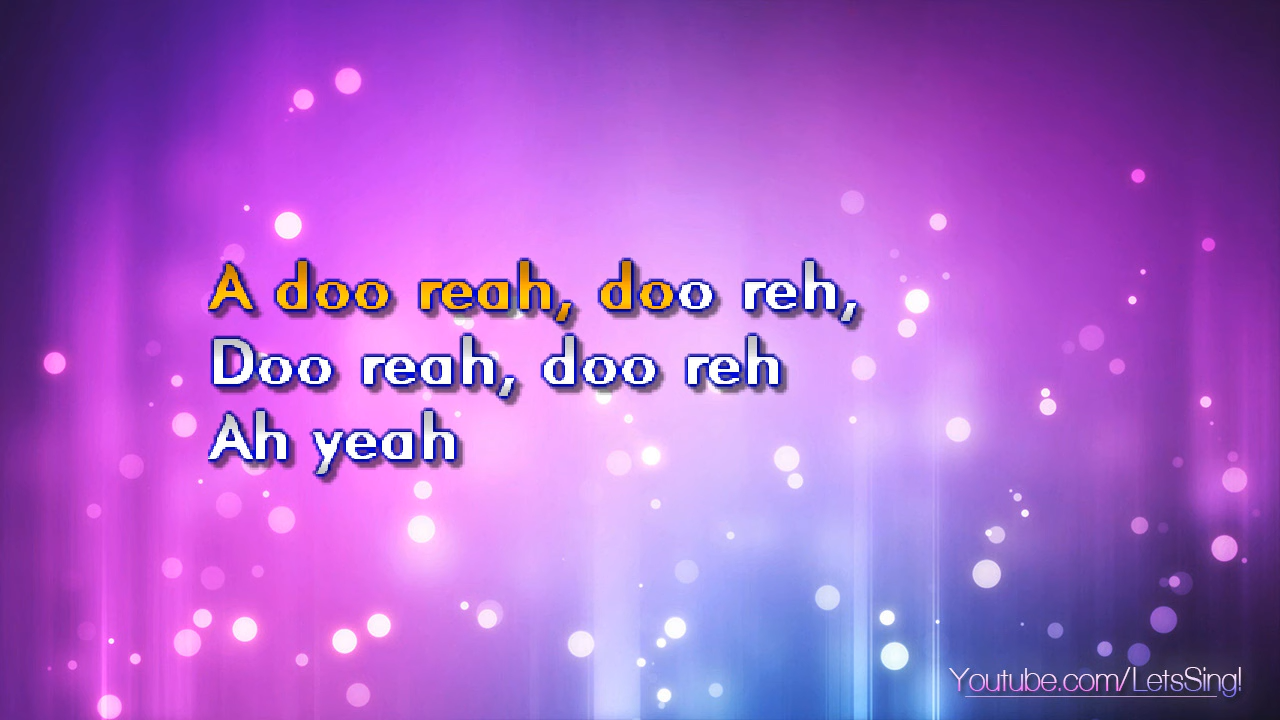 A doo reah, doo reh,
Doo reah, doo reh
Ah yeah
Youtube.com/LetsSing!